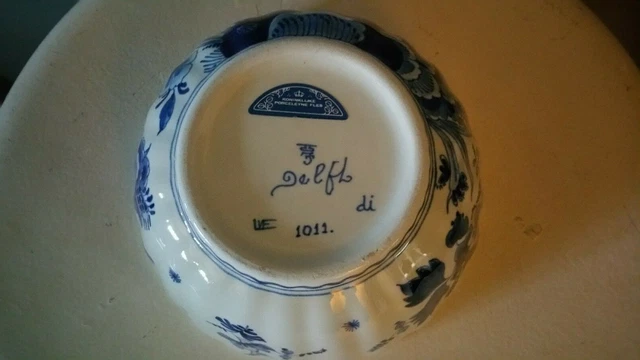 KONINKLIJKE
PORCELEYNE FLES
Delft
di
1011.